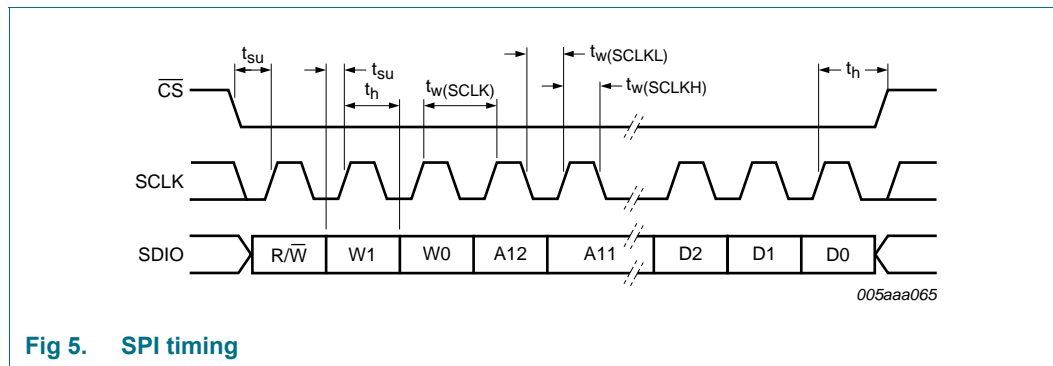 tsu
tsu
th
tw(SCLK)
tw(SCLKL)
tw(SCLKH)
th
CS
SCLK
SDIO
R/W W1 W0 A12 A11 D2 D1 D0
005aaa065
Fig 5. SPI timing